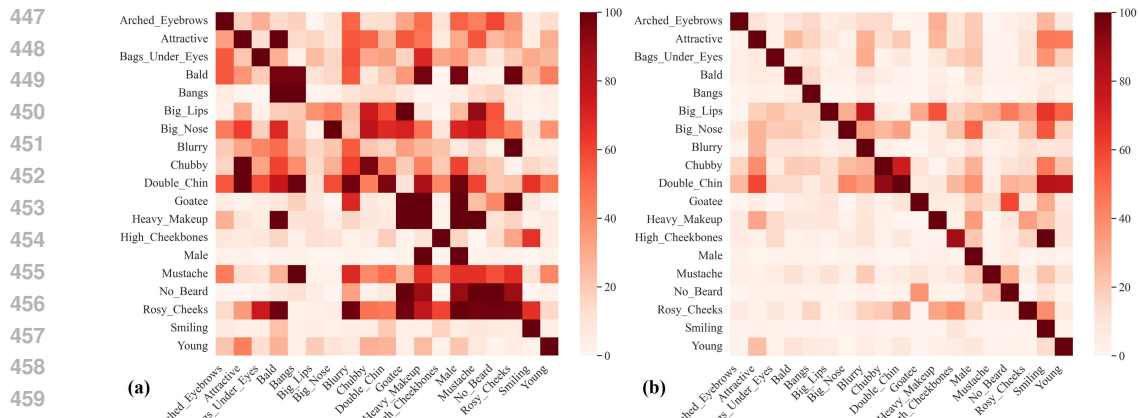 447
448
449
450
451
452
453
454
455
456
457
458
459
Arched_Eyebrows
Attractive
Bags_Under_Eyes
Bald
Bangs
Big_Lips
Big_Nose
Blurry
Chubby
Double_Chin
Goatee
Heavy_Makeup
High_Cheekbones
Male
Mustache
No_Beard
Rosy_Cheeks
Smiling
Young
100
80
60
40
20
0
Attractive
Bald
Bangs
Big_Lips
Big_Nose
Blurry
Chubby
Double_Chin
Goatee
Heavy_Makeup
Male
Mustache
No_Beard
Rosy_Cheeks
Smiling
Young
(a)
Arched_Eyebrows
Attractive
Bags_Under_Eyes
Bald
Bangs
Big_Lips
Big_Nose
Blurry
Chubby
Double_Chin
Goatee
Heavy_Makeup
High_Cheekbones
Male
Mustache
No_Beard
Rosy_Cheeks
Smiling
Young
100
80
60
40
20
0
Attractive
Bald
Bangs
Big_Lips
Big_Nose
Blurry
Chubby
Double_Chin
Goatee
Heavy_Makeup
Male
Mustache
No_Beard
Rosy_Cheeks
Smiling
Young
(b)